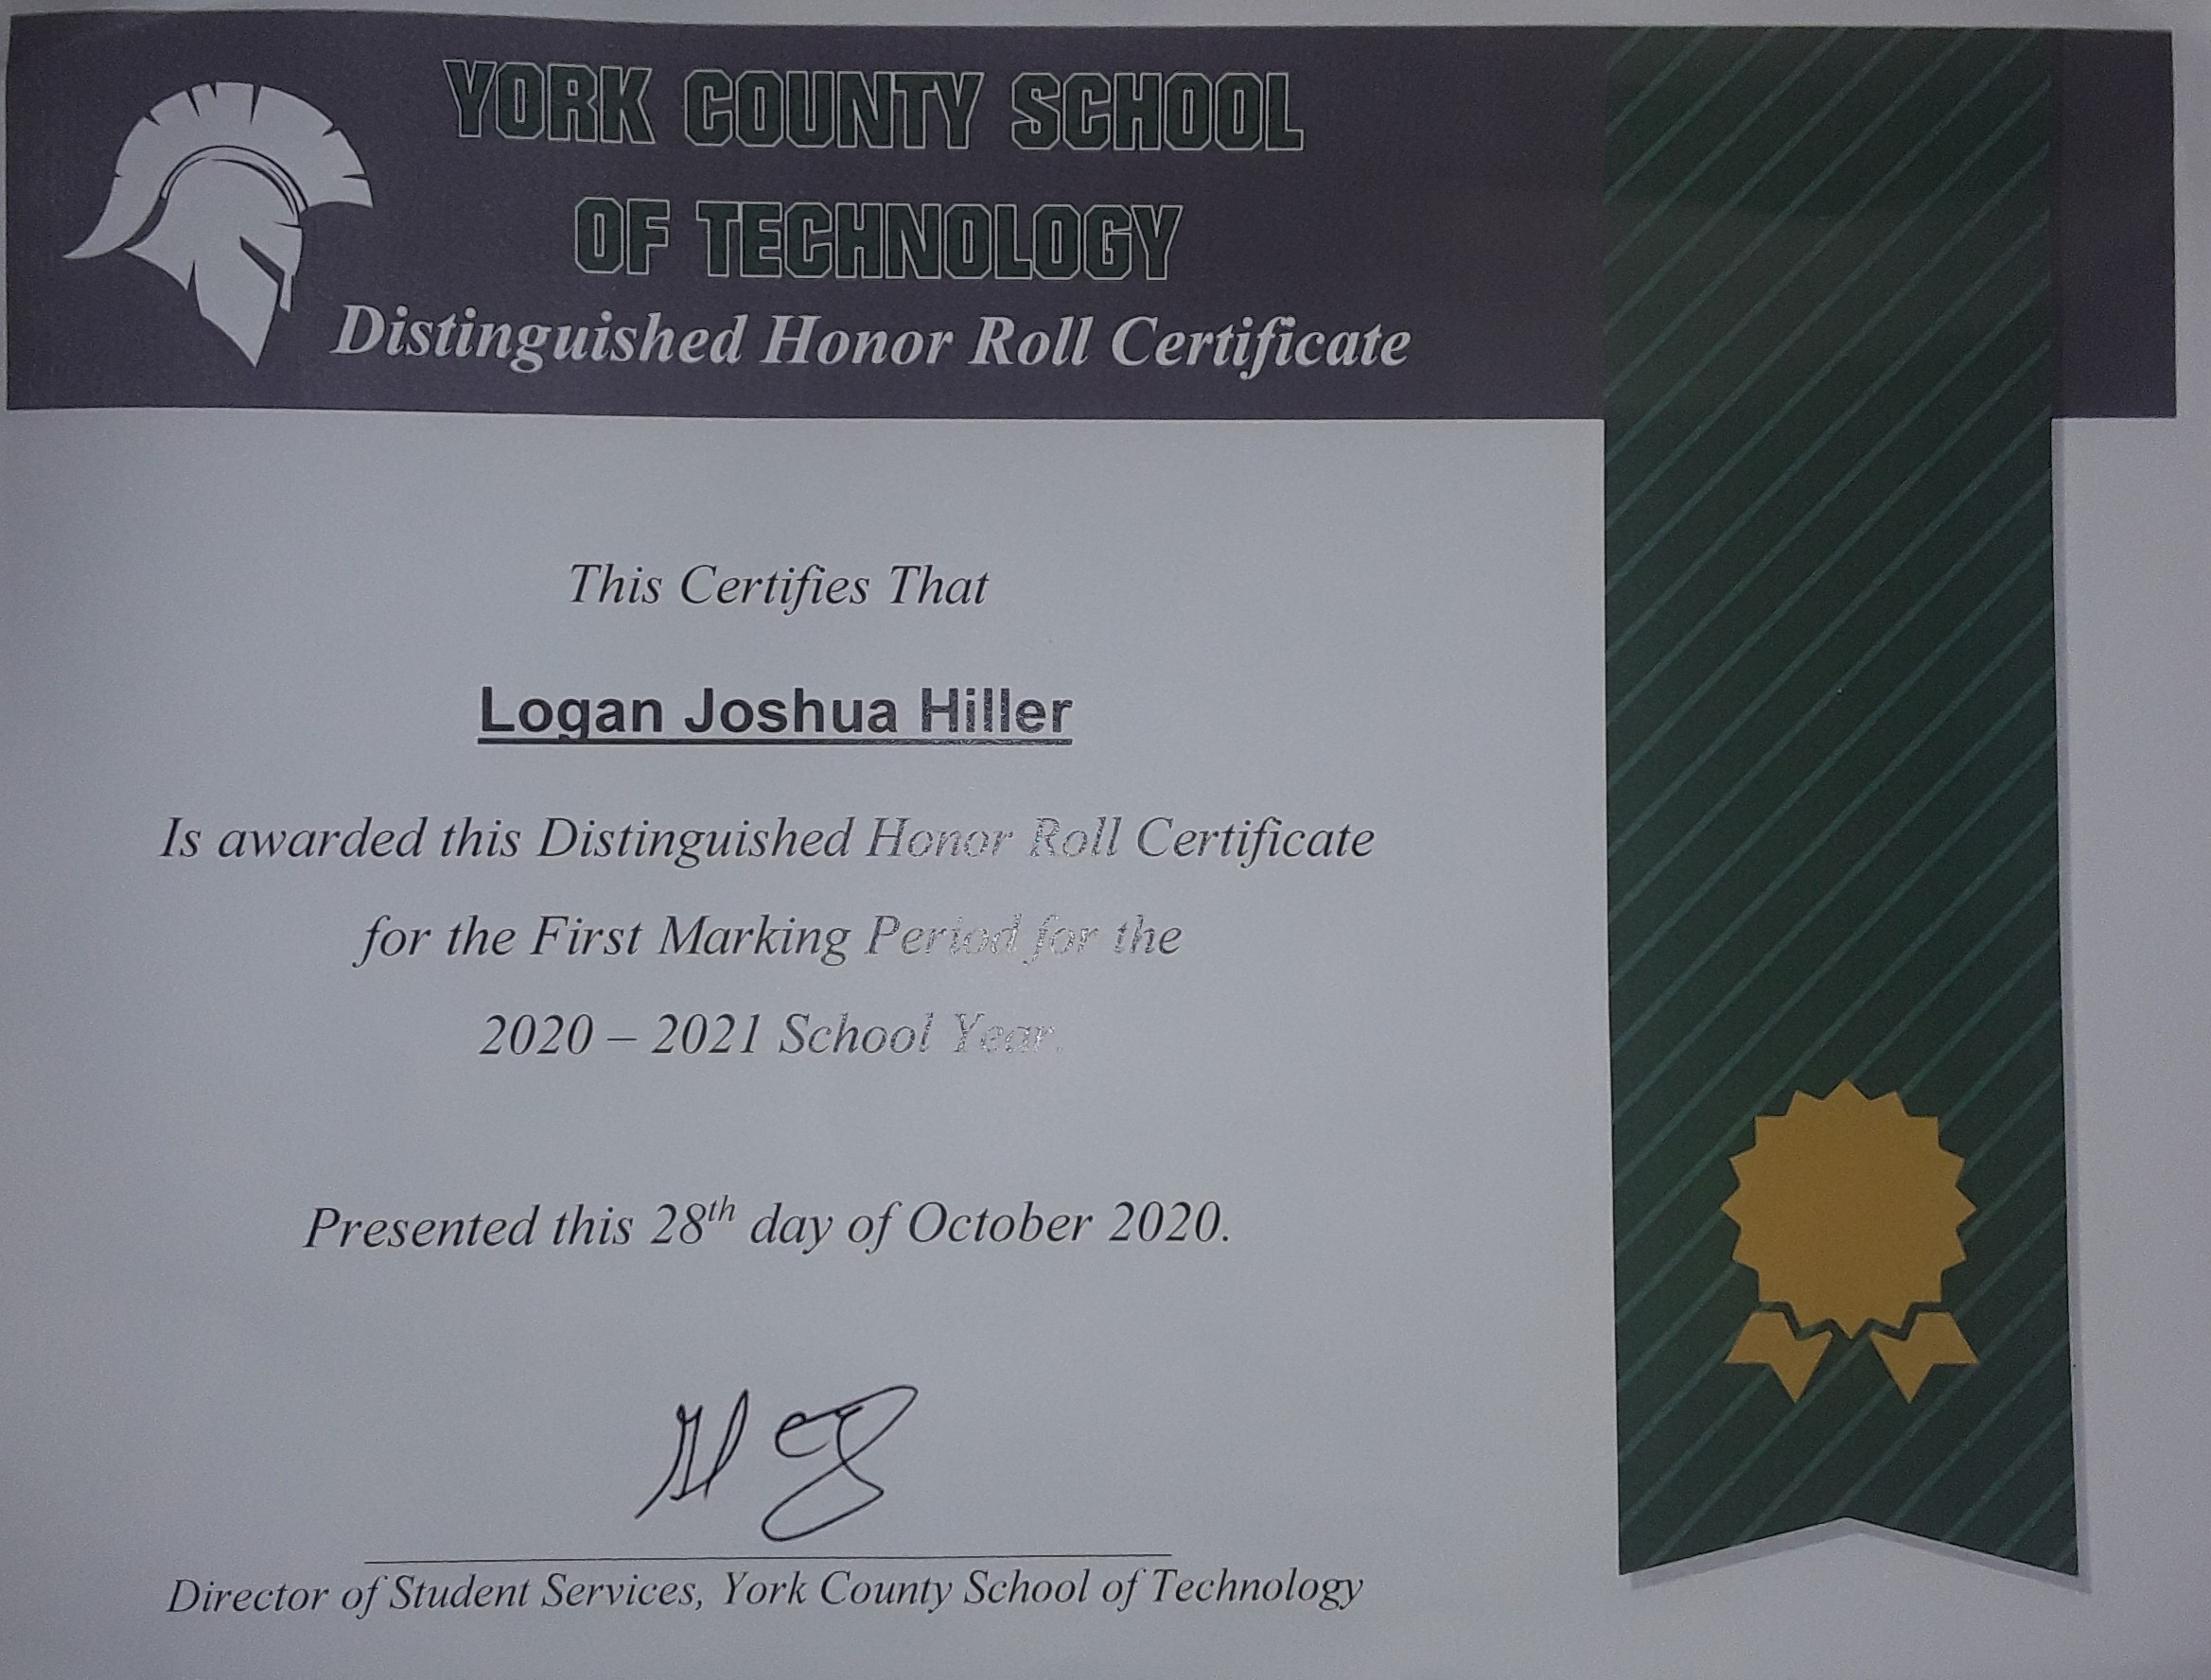 YORK COUNTY SCHOOL
OF TECHNOLOGY
Distinguished Honor Roll Certificate
This Certifies That
Logan Joshua Hiller
Is awarded this Distinguished Honor Roll Certificate
for the First Marking Period for the
2020 – 2021 School Year.
Presented this 28th day of October 2020.
Director of Student Services, York County School of Technology